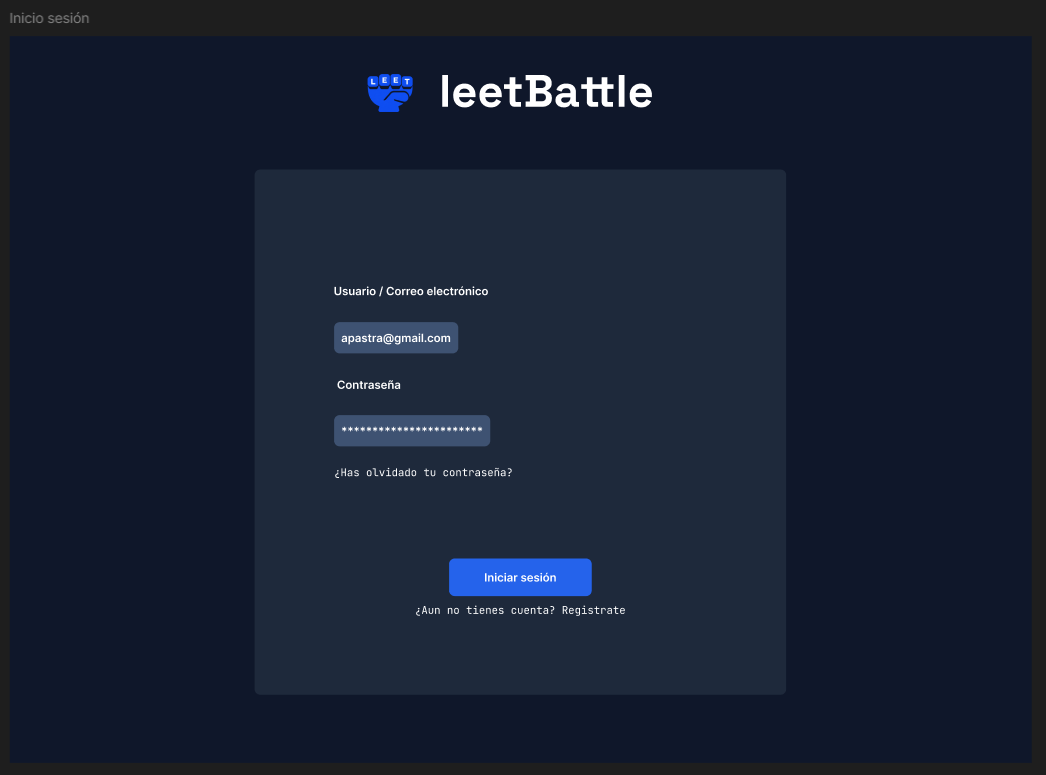 Inicio sesión
LEET
leetBattle
Usuario / Correo electrónico
apastra@gmail.com
Contraseña
***********************
¿Has olvidado tu contraseña?
Iniciar sesión
¿Aun no tienes cuenta? Registrate